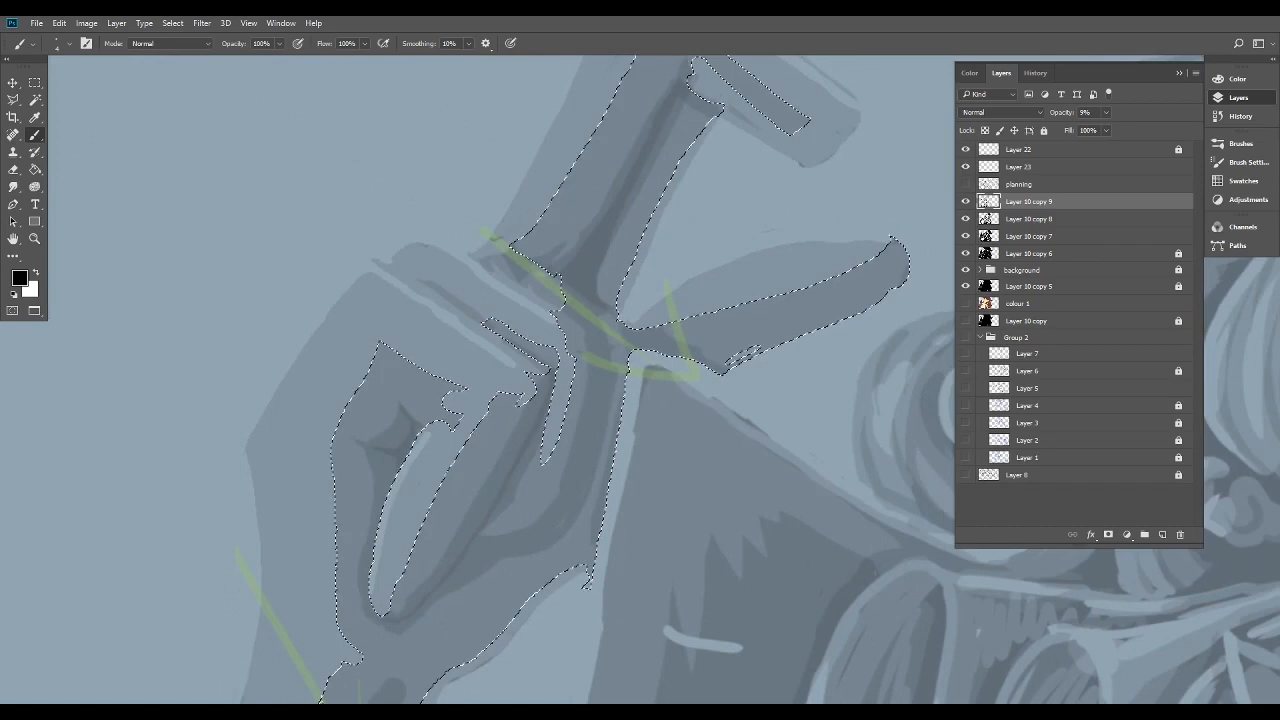 Ps File Edit Image Layer Type Select Filter 3D View Window Help
4 Mode: Normal Opacity: 100% Flow: 100% Smoothing: 10%
Color Layers History
Kind
Normal Opacity: 9%
Lock: Fill: 100%
Layer 22
Layer 23
planning
Layer 10 copy 9
Layer 10 copy 8
Layer 10 copy 7
Layer 10 copy 6
background
Layer 10 copy 5
colour 1
Layer 10 copy
Group 2
Layer 7
Layer 6
Layer 5
Layer 4
Layer 3
Layer 2
Layer 1
Layer 8
fx
Color
Layers
History
Brushes
Brush Setti...
Swatches
Adjustments
Channels
Paths